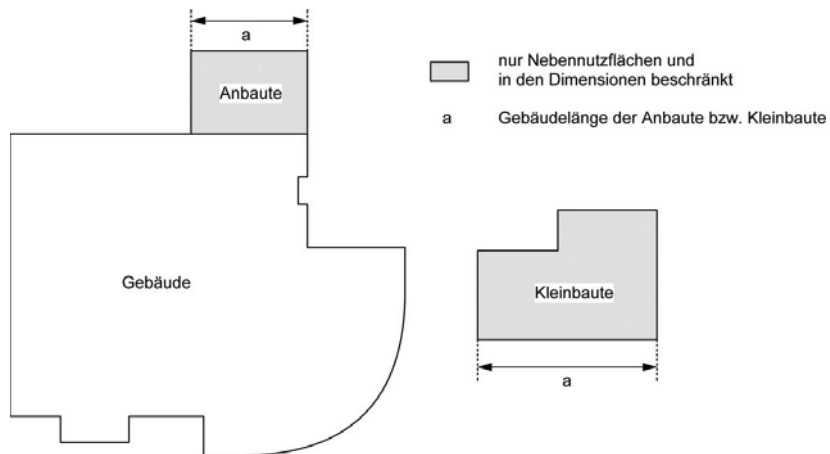 a
Anbaute
nur Nebennutzflächen und
in den Dimensionen beschränkt
a Gebäudelänge der Anbaute bzw. Kleinbaute
Gebäude
Kleinbaute
a